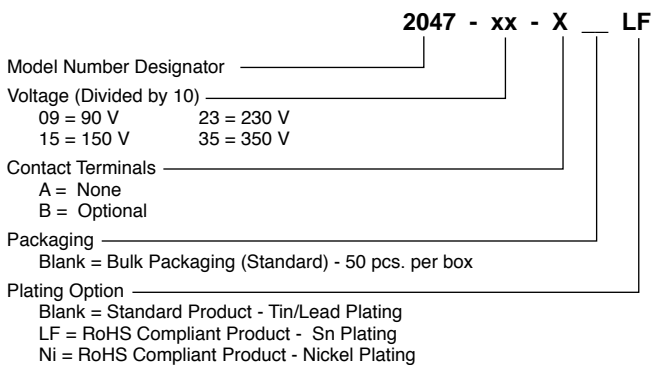 2047 - xx - X __ LF
Model Number Designator
Voltage (Divided by 10)
09 = 90 V 23 = 230 V
15 = 150 V 35 = 350 V
Contact Terminals
A = None
B = Optional
Packaging
Blank = Bulk Packaging (Standard) - 50 pcs. per box
Plating Option
Blank = Standard Product - Tin/Lead Plating
LF = RoHS Compliant Product - Sn Plating
Ni = RoHS Compliant Product - Nickel Plating